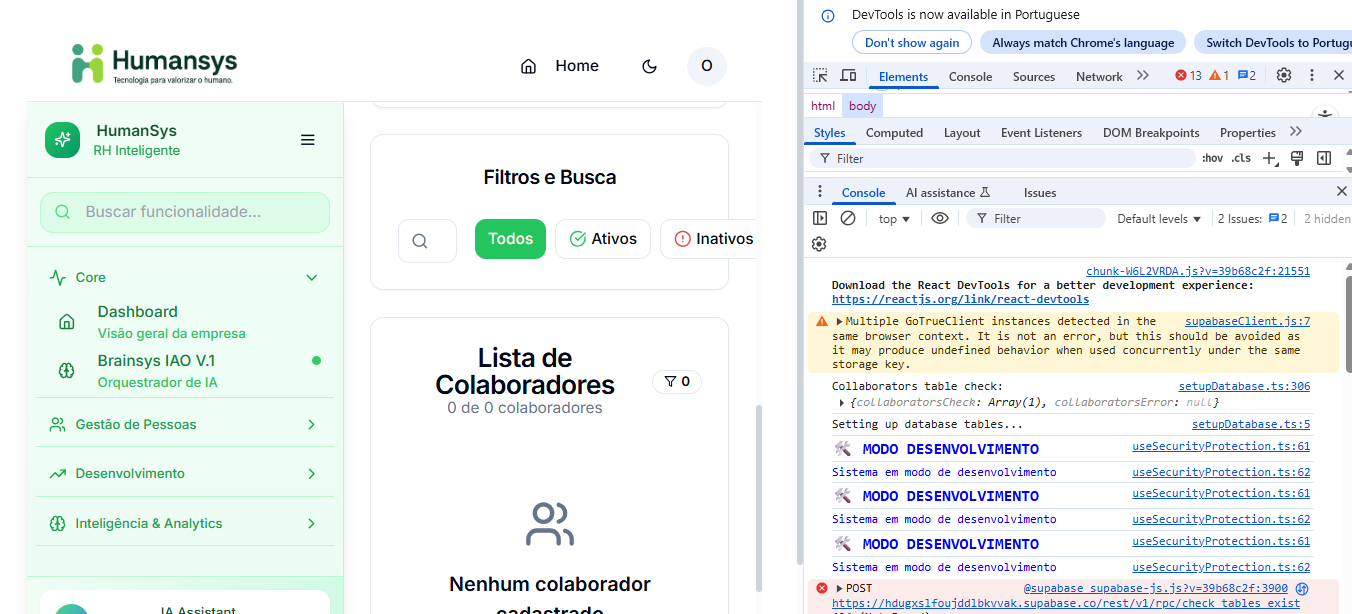 Humansys
Tecnologia para valorizar o humano.
Home
O
HumanSys
RH Inteligente
Buscar funcionalidade...
Core
Dashboard
Visão geral da empresa
Brainsys IAO V.1
Orquestrador de IA
Gestão de Pessoas
Desenvolvimento
Inteligência & Analytics
IA Assistant
Filtros e Busca
Todos
Ativos
Inativos
Lista de
Colaboradores
0
0 de 0 colaboradores
Nenhum colaborador
cadastrado
DevTools is now available in Portuguese
Don't show again
Always match Chrome's language
Switch DevTools to Portugu
Elements
Console
Sources
Network
13
1
2
html
body
Styles
Computed
Layout
Event Listeners
DOM Breakpoints
Properties
Filter
:hov
.cls
Console
AI assistance
Issues
top
Filter
Default levels
2 Issues:
2
2 hidden
chunk-W6L2VRDA.js?v=39b68c2f:21551
Download the React DevTools for a better development experience:
https://reactjs.org/link/react-devtools
Multiple GoTrueClient instances detected in the supabaseClient.js:7
same browser context. It is not an error, but this should be avoided as
it may produce undefined behavior when used concurrently under the same
storage key.
Collaborators table check: setupDatabase.ts:306
{collaboratorsCheck: Array(1), collaboratorsError: null}
Setting up database tables... setupDatabase.ts:5
MODO DESENVOLVIMENTO useSecurityProtection.ts:61
Sistema em modo de desenvolvimento useSecurityProtection.ts:62
MODO DESENVOLVIMENTO useSecurityProtection.ts:61
Sistema em modo de desenvolvimento useSecurityProtection.ts:62
MODO DESENVOLVIMENTO useSecurityProtection.ts:61
Sistema em modo de desenvolvimento useSecurityProtection.ts:62
POST @supabase_supabase-js.js?v=39b68c2f:3900
https://hdugxslfoujddlbkvvak.supabase.co/rest/v1/rpc/check_tables_exist